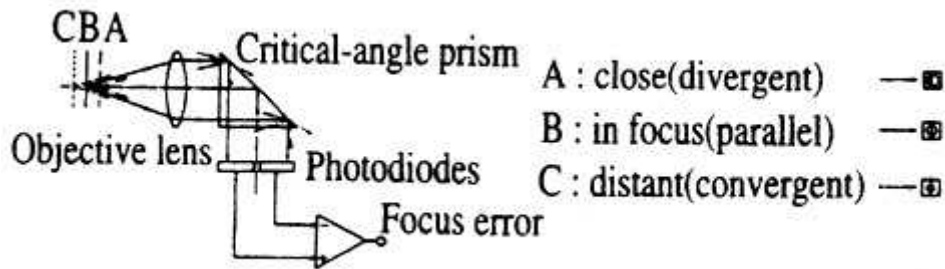 CBA
Critical-angle prism
Objective lens
Photodiodes
Focus error
A : close(divergent)
B : in focus(parallel)
C : distant(convergent)